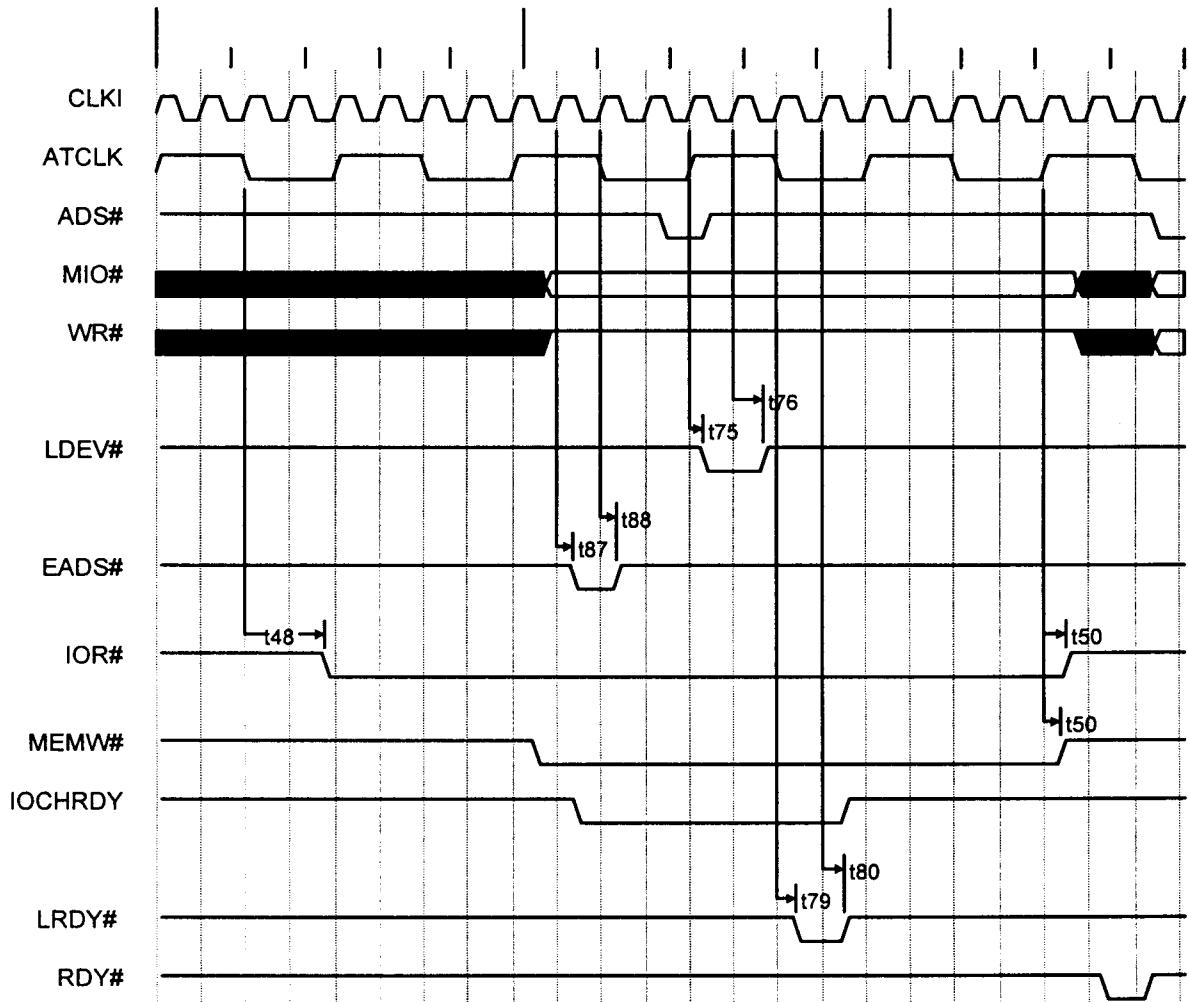 CLKI
ATCLK
ADS#
MIO#
WR#
t76
t75
LDEV#
t88
t87
EADS#
t48
t50
IOR#
t50
MEMW#
IOCHRDY
t80
t79
LRDY#
RDY#